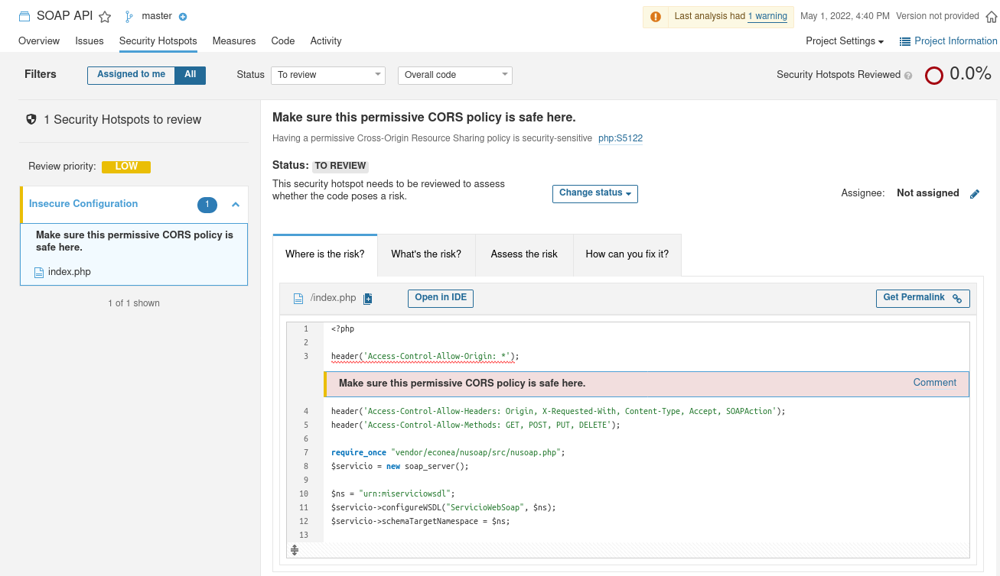 SOAP API master Last analysis had 1 warning May 1, 2022, 4:40 PM Version not provided
Overview Issues Security Hotspots Measures Code Activity Project Settings Project Information
Filters Assigned to me All Status To review Overall code Security Hotspots Reviewed ? 0.0%
1 Security Hotspots to review
Review priority: LOW
Insecure Configuration 1
Make sure this permissive CORS policy is
safe here.
index.php
1 of 1 shown
Make sure this permissive CORS policy is safe here.
Having a permissive Cross-Origin Resource Sharing policy is security-sensitive php:S5122
Status: TO REVIEW
This security hotspot needs to be reviewed to assess
whether the code poses a risk.
Change status
Assignee: Not assigned
Where is the risk? What's the risk? Assess the risk How can you fix it?
/index.php Open in IDE Get Permalink
1 <?php
2
3 header('Access-Control-Allow-Origin: *');
Make sure this permissive CORS policy is safe here. Comment
4 header('Access-Control-Allow-Headers: Origin, X-Requested-With, Content-Type, Accept, SOAPAction');
5 header('Access-Control-Allow-Methods: GET, POST, PUT, DELETE');
6
7 require_once "vendor/econea/nusoap/src/nusoap.php";
8 $servicio = new soap_server();
9
10 $ns = "urn:miserviciowsdl";
11 $servicio->configureWSDL("ServicioWebSoap", $ns);
12 $servicio->schemaTargetNamespace = $ns;
13